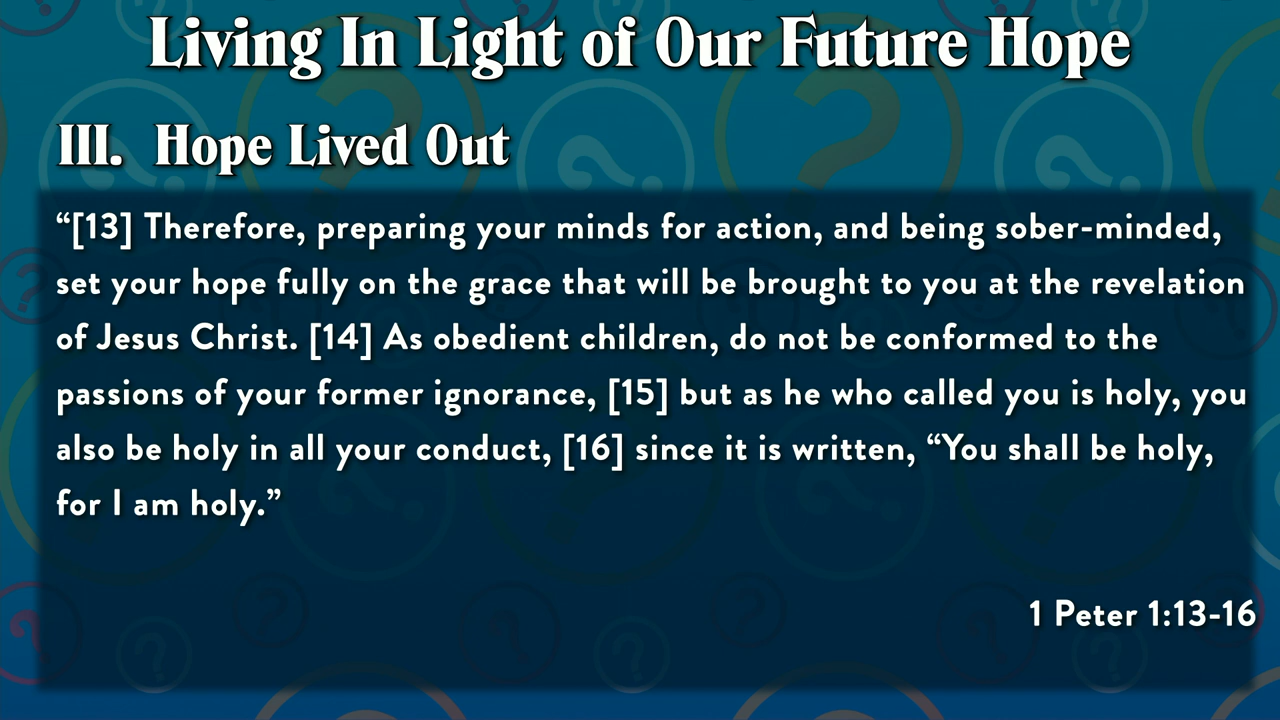 Living In Light of Our Future Hope
III. Hope Lived Out
“[13] Therefore, preparing your minds for action, and being sober-minded,
set your hope fully on the grace that will be brought to you at the revelation
of Jesus Christ. [14] As obedient children, do not be conformed to the
passions of your former ignorance, [15] but as he who called you is holy, you
also be holy in all your conduct, [16] since it is written, “You shall be holy,
for I am holy.”
1 Peter 1:13-16